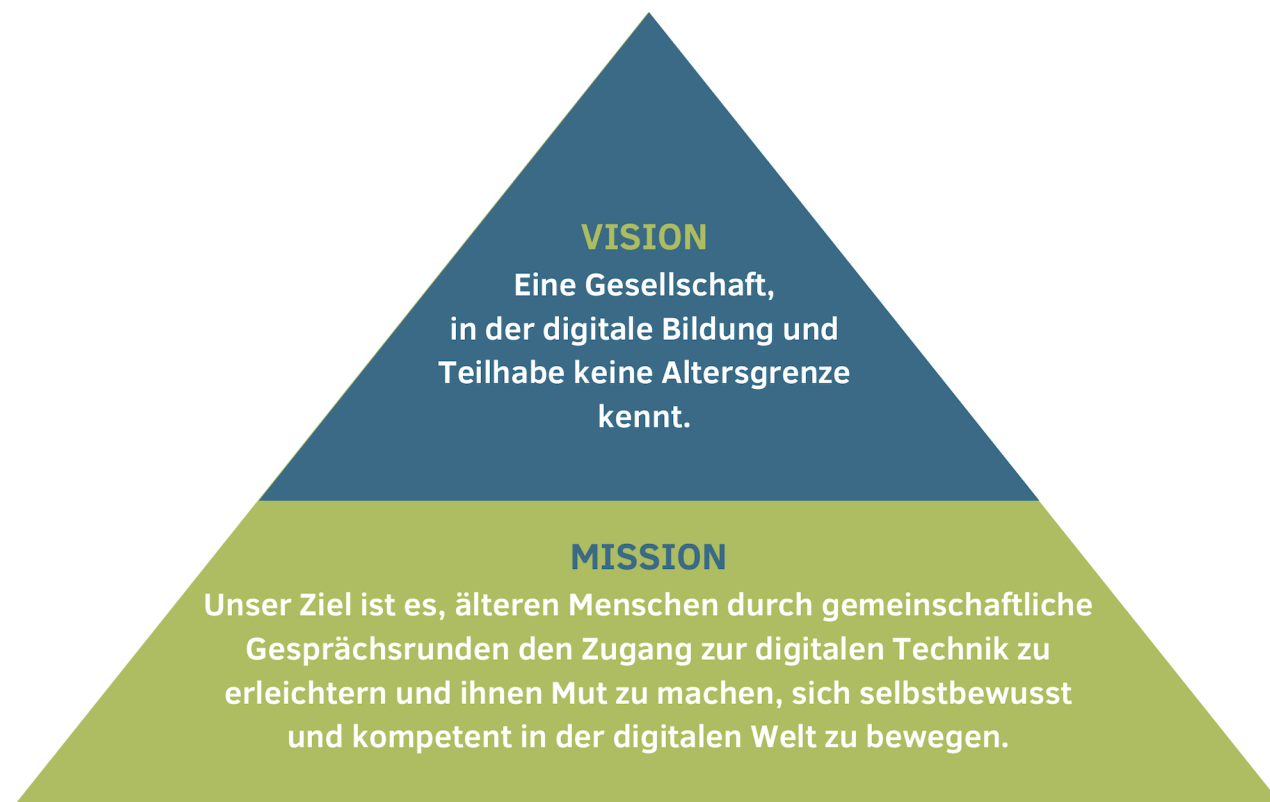 VISION
Eine Gesellschaft,
in der digitale Bildung und
Teilhabe keine Altersgrenze
kennt.
MISSION
Unser Ziel ist es, älteren Menschen durch gemeinschaftliche
Gesprächsrunden den Zugang zur digitalen Technik zu
erleichtern und ihnen Mut zu machen, sich selbstbewusst
und kompetent in der digitalen Welt zu bewegen.